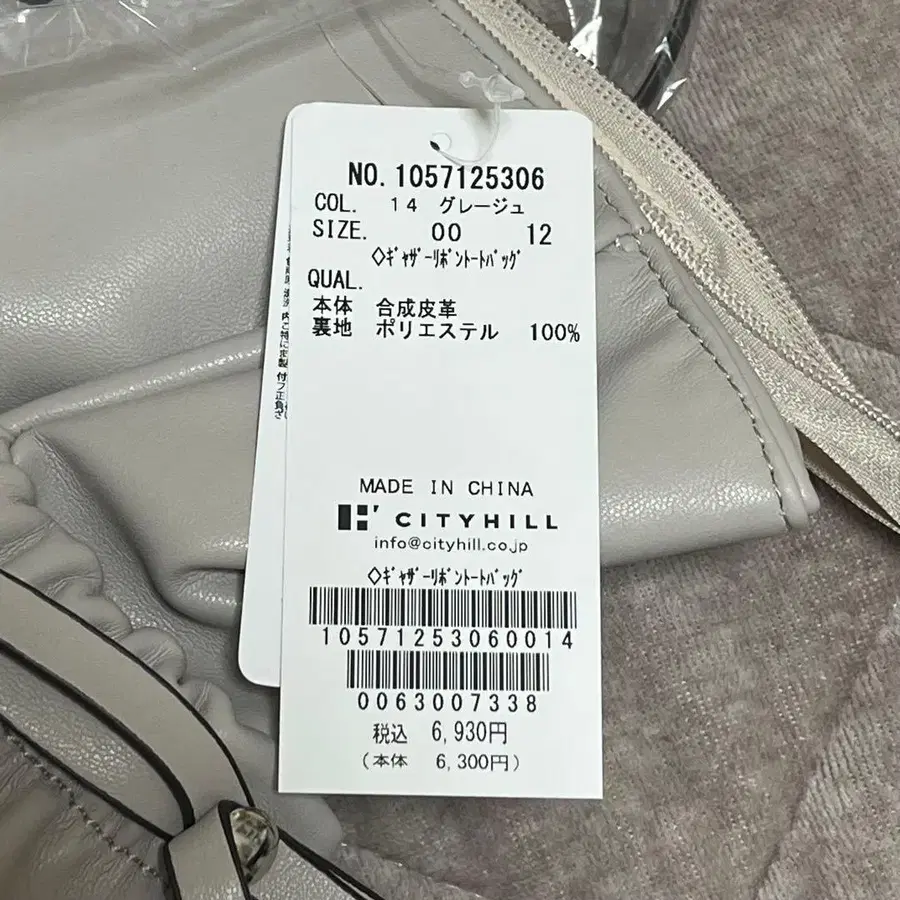 NO. 1057125306
COL. 14 グレージュ
SIZE. 00 12
◇ｷﾞｬｻﾞｰﾘﾎﾞﾝﾄｰﾄﾊﾞｯｸﾞ
QUAL.
本体 合成皮革
裏地 ポリエステル 100%
MADE IN CHINA
CITYHILL
info@cityhill.co.jp
◇ｷﾞｬｻﾞｰﾘﾎﾞﾝﾄｰﾄﾊﾞｯｸﾞ
10571253060014
0063007338
税込 6,930円
(本体 6,300円)